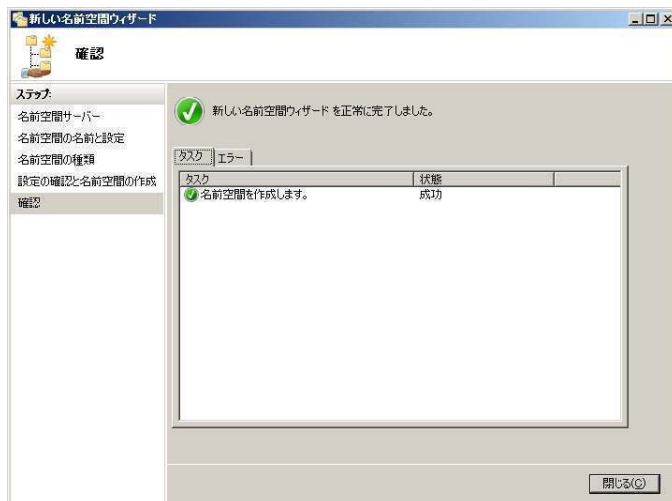 新しい名前空間ウィザード
確認
ステップ:
名前空間サーバー
名前空間の名前と設定
名前空間の種類
設定の確認と名前空間の作成
確認
新しい名前空間ウィザード を正常に完了しました。
タスク エラー
タスク 状態
名前空間を作成します。 成功
閉じる(C)